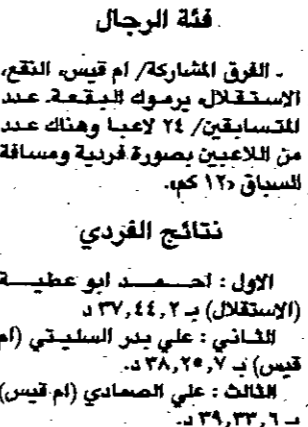 فئة الرجال
ـ الفرق المشاركة/ ام قيس، النقع،
الاستقلال، يرموك البقعة. عدد
المتسابقين/ ٢٤ لاعبا وهناك عدد
من اللاعبين بصورة فردية ومسافة
السباق «١٢ كم».
نتائج الفردي
الاول : احمد ابو عطية
(الاستقلال) بـ ٣٧,٤٤,٢ د
الثاني : علي بدر السليتي (ام
قيس) بـ ٣٨,٢٥,٧ د.
الثالث : علي الصمادي (ام قيس)
بـ ٣٩,٣٣,٦ د.